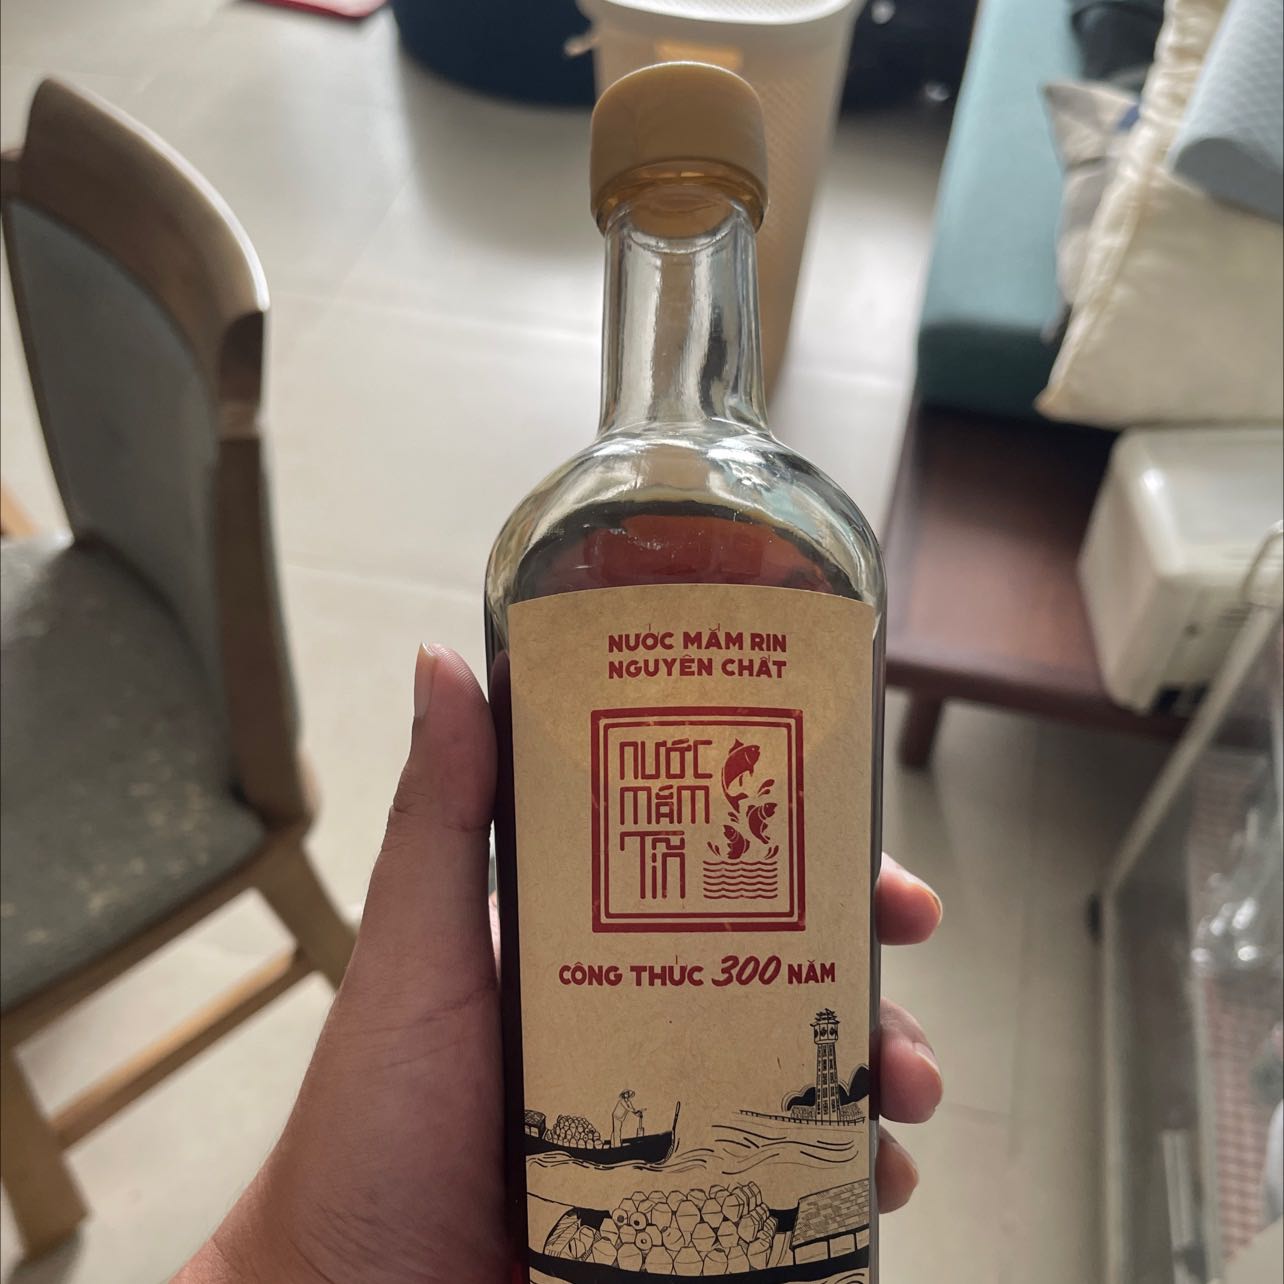 NƯỚC MẮM RIN
NGUYÊN CHẤT
NƯỚC
MẮM
TĨN
CÔNG THỨC 300 NĂM